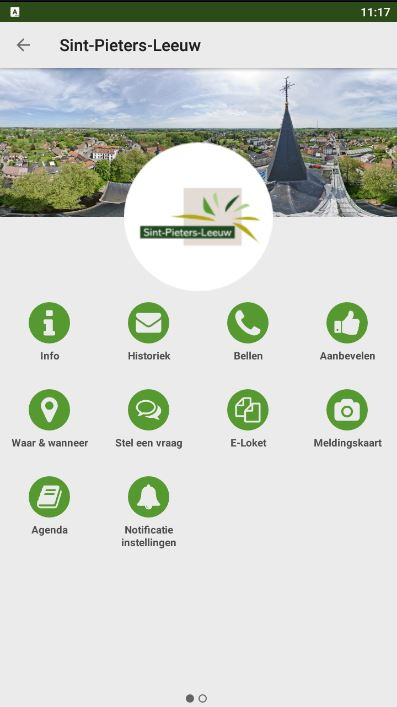 A
11:17
Sint-Pieters-Leeuw
Sint-Pieters-Leeuw
Info
Historiek
Bellen
Aanbevelen
Waar & wanneer
Stel een vraag
E-Loket
Meldingskaart
Agenda
Notificatie
instellingen